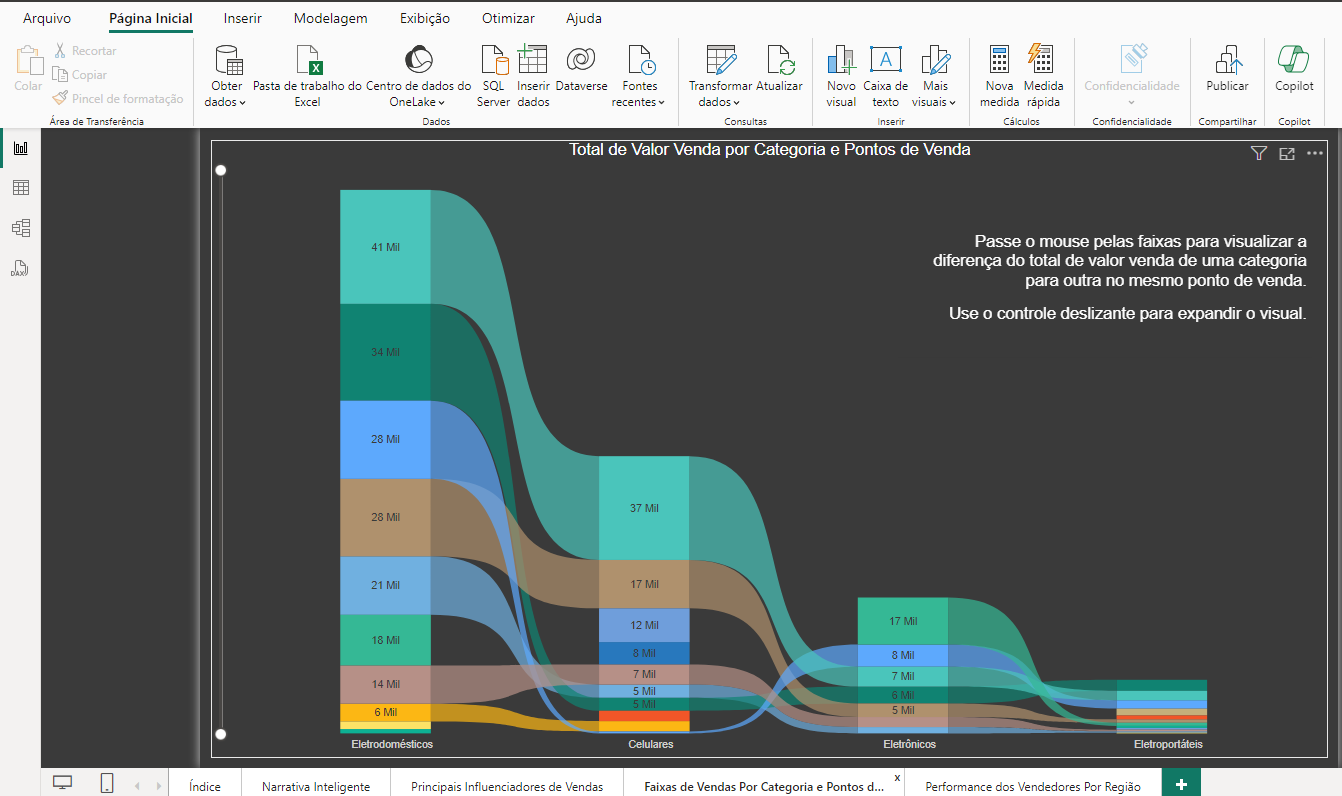 Arquivo Página Inicial Inserir Modelagem Exibição Otimizar Ajuda
Colar
Recortar
Copiar
Pincel de formatação
Área de Transferência
Obter dados
Pasta de trabalho do Excel
Centro de dados do OneLake
SQL Server
Inserir dados
Dataverse
Fontes recentes
Dados
Transformar dados
Atualizar
Consultas
Novo visual
A
Caixa de texto
Mais visuais
Inserir
Nova medida
Medida rápida
Cálculos
Confidencialidade
Confidencialidade
Publicar
Compartilhar
Copilot
Copilot
DAX
Total de Valor Venda por Categoria e Pontos de Venda
Passe o mouse pelas faixas para visualizar a
diferença do total de valor venda de uma categoria
para outra no mesmo ponto de venda.
Use o controle deslizante para expandir o visual.
41 Mil
34 Mil
28 Mil
28 Mil
21 Mil
18 Mil
14 Mil
6 Mil
37 Mil
17 Mil
12 Mil
8 Mil
7 Mil
5 Mil
5 Mil
17 Mil
8 Mil
7 Mil
6 Mil
5 Mil
Eletrodomésticos Celulares Eletrônicos Eletroportáteis
Índice Narrativa Inteligente Principais Influenciadores de Vendas Faixas de Vendas Por Categoria e Pontos d... x Performance dos Vendedores Por Região +